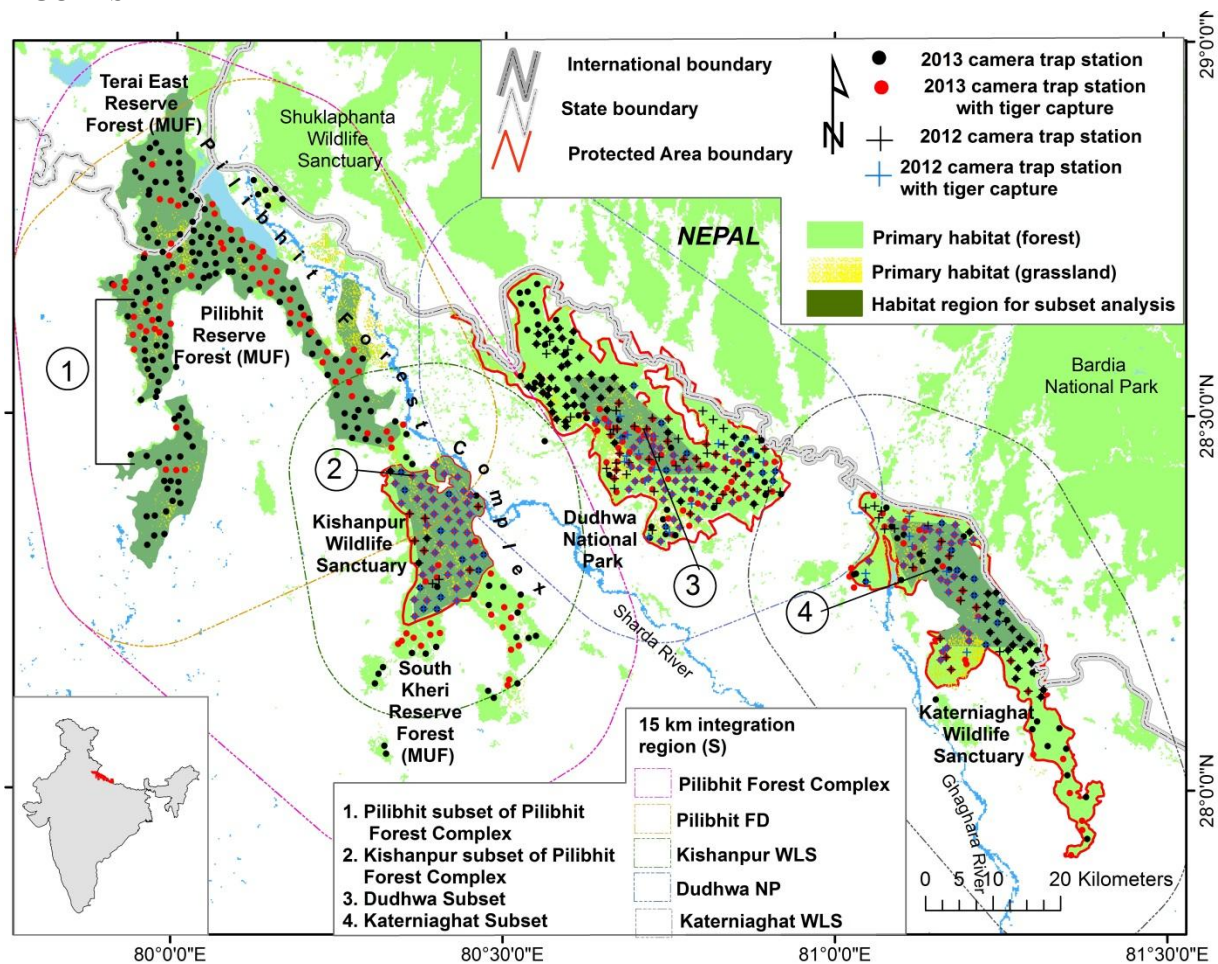 International boundary
State boundary
Protected Area boundary
N
2013 camera trap station
2013 camera trap station
with tiger capture
2012 camera trap station
2012 camera trap station
with tiger capture
Primary habitat (forest)
Primary habitat (grassland)
Habitat region for subset analysis
29°0'0"N
28°30'0"N
28°0'0"N
Terai East
Reserve
Forest (MUF)
Shuklaphanta
Wildlife
Sanctuary
NEPAL
Pilibhit Forest Complex
Pilibhit
Reserve
Forest (MUF)
1
Bardia
National Park
2
Kishanpur
Wildlife
Sanctuary
Dudhwa
National
Park
3
4
Sharda River
South
Kheri
Reserve
Forest
(MUF)
Katerniaghat
Wildlife
Sanctuary
Ghaghara River
1. Pilibhit subset of Pilibhit
Forest Complex
2. Kishanpur subset of Pilibhit
Forest Complex
3. Dudhwa Subset
4. Katerniaghat Subset
15 km integration
region (S)
Pilibhit Forest Complex
Pilibhit FD
Kishanpur WLS
Dudhwa NP
Katerniaghat WLS
0 5 10 20 Kilometers
80°0'0"E
80°30'0"E
81°0'0"E
81°30'0"E